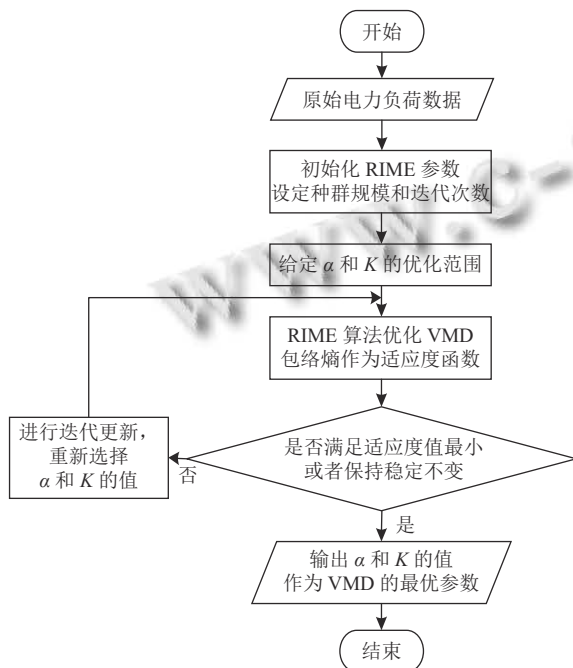 开始
原始电力负荷数据
初始化 RIME 参数
设定种群规模和迭代次数
给定 α 和 K 的优化范围
RIME 算法优化 VMD
包络熵作为适应度函数
进行迭代更新，
重新选择
α 和 K 的值
否
是否满足适应度值最小
或者保持稳定不变
是
输出 α 和 K 的值
作为 VMD 的最优参数
结束
www.c-